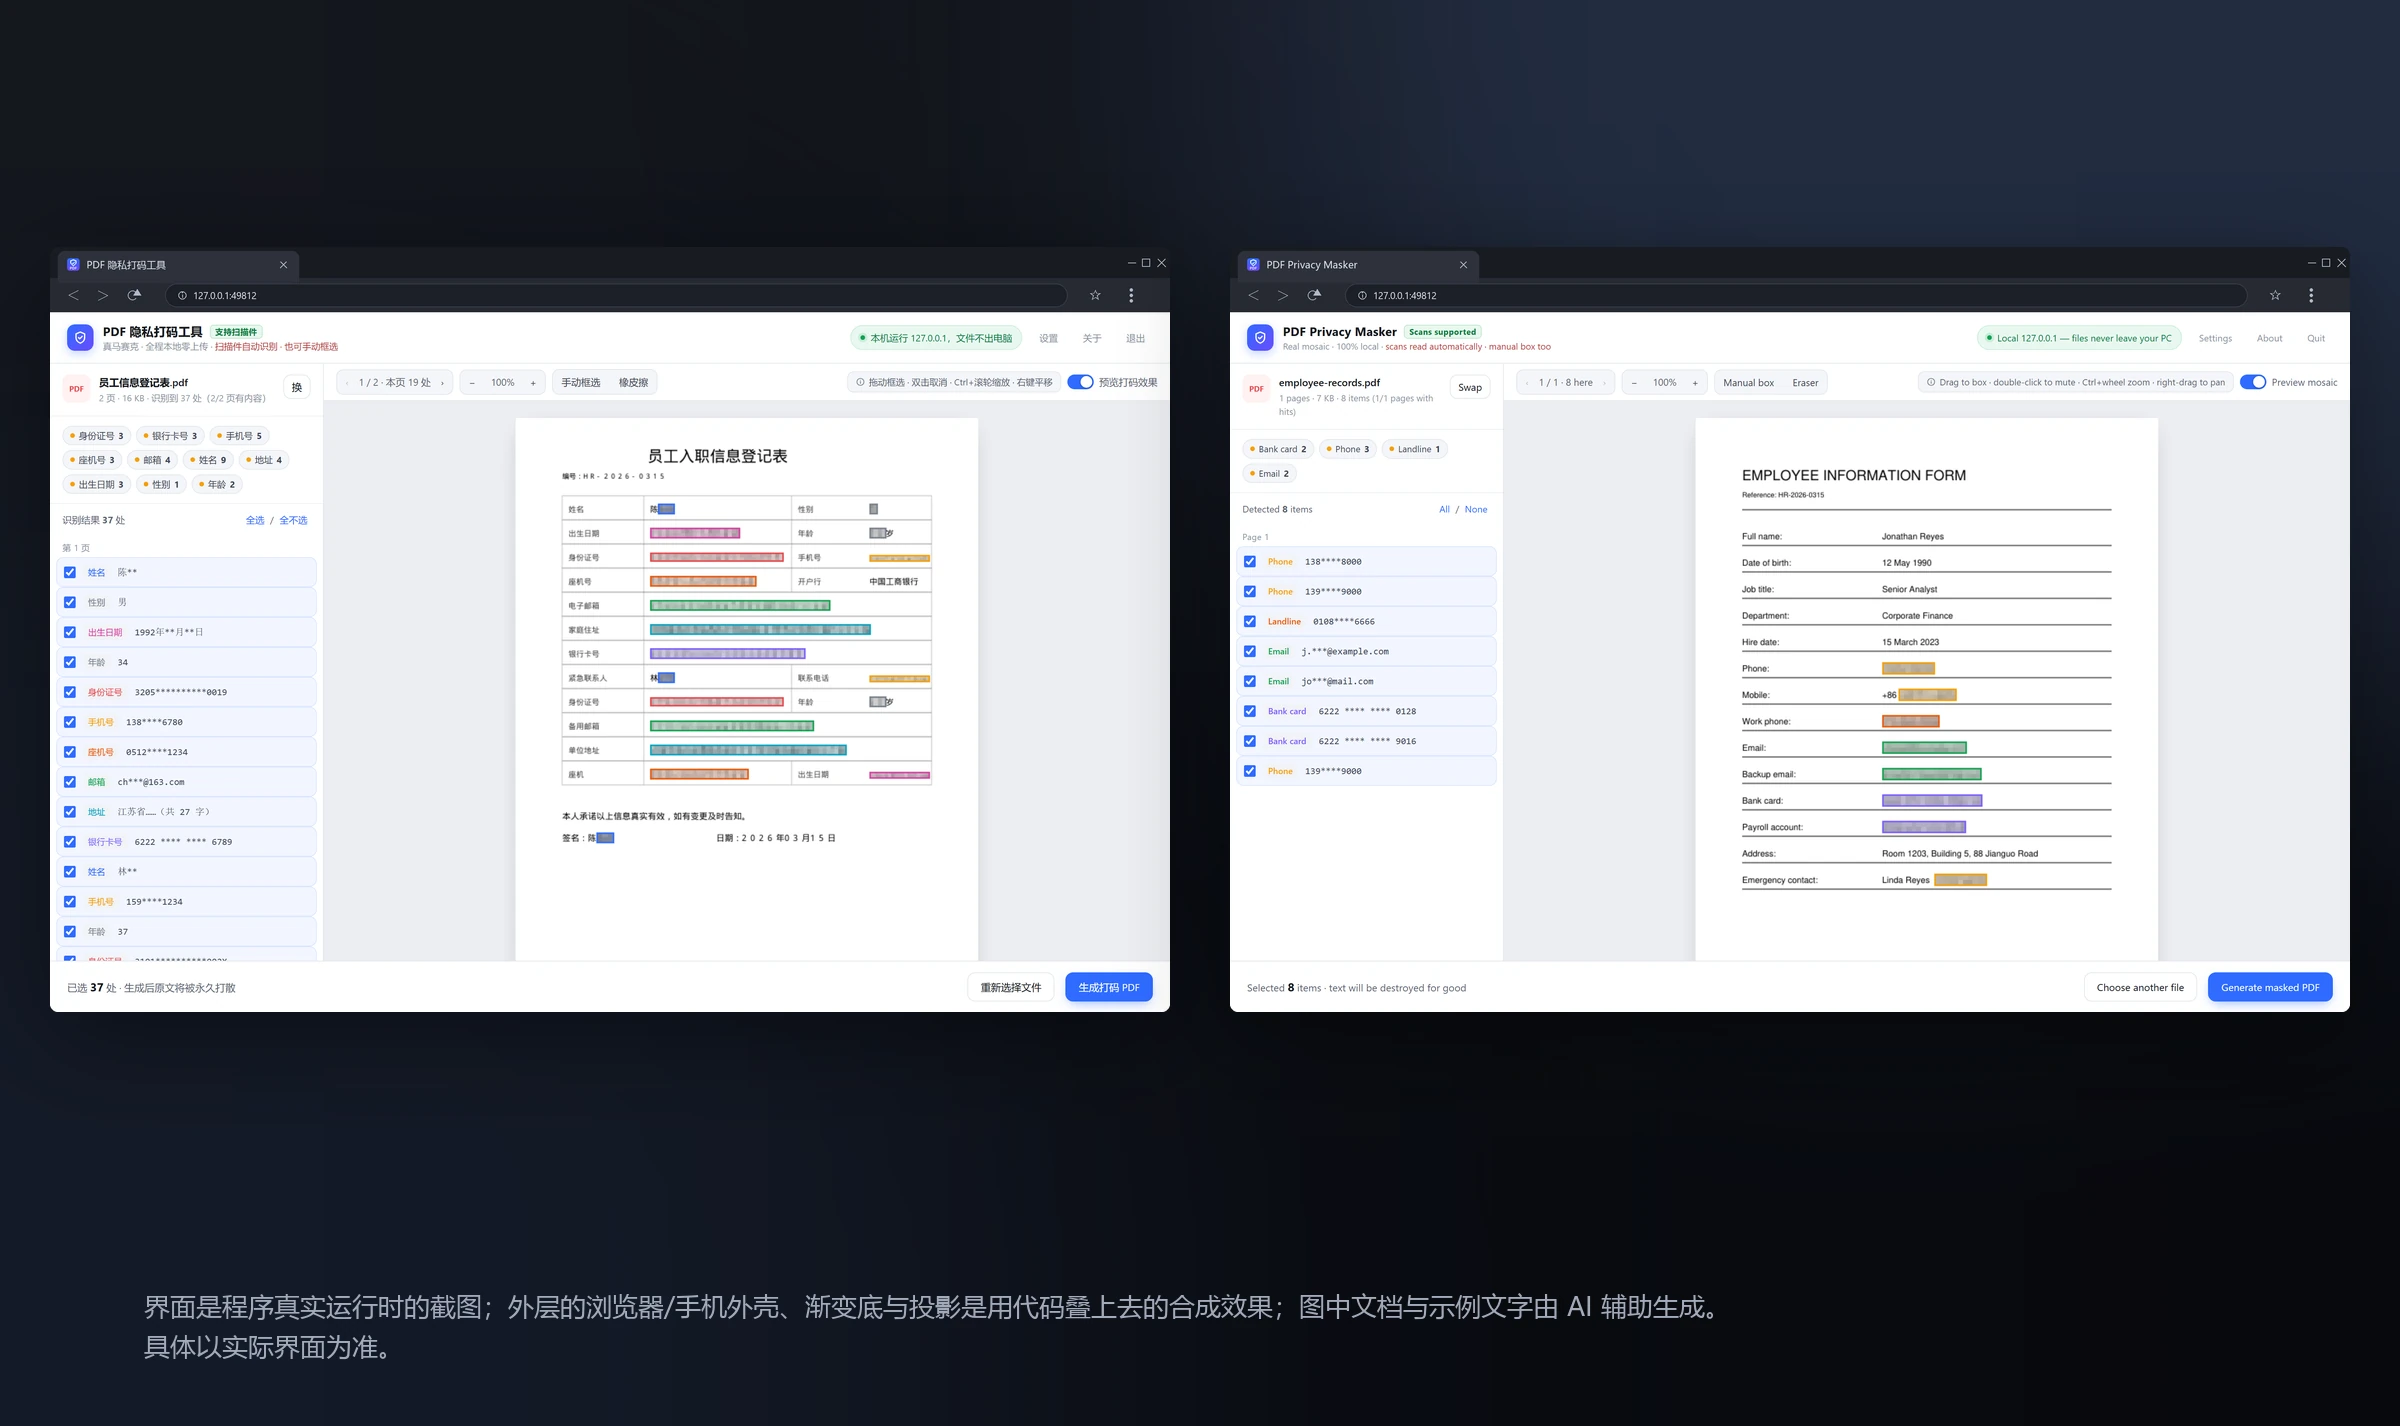 PDF 隐私打码工具
127.0.0.1:49812
PDF 隐私打码工具 支持扫描件
真马赛克 · 全程本地零上传 · 扫描件自动识别 · 也可手动框选
本机运行 127.0.0.1，文件不出电脑 设置 关于 退出
PDF 员工信息登记表.pdf 换
2 页 · 16 KB · 识别到 37 处（2/2 页有内容）
‹ 1 / 2 · 本页 19 处 › − 100% + 手动框选 橡皮擦 拖动框选 · 双击取消 · Ctrl+滚轮缩放 · 右键平移 预览打码效果
身份证号 3 银行卡号 3 手机号 5
座机号 3 邮箱 4 姓名 9 地址 4
出生日期 3 性别 1 年龄 2
识别结果 37 处 全选 / 全不选
第 1 页
姓名 陈**
性别 男
出生日期 1992年**月**日
年龄 34
身份证号 3205**********0019
手机号 138****6780
座机号 0512****1234
邮箱 ch***@163.com
地址 江苏省……（共 27 字）
银行卡号 6222 **** **** 6789
姓名 林**
手机号 159****1234
年龄 37
员工入职信息登记表
编号：HR-2026-0315
姓名 陈 性别
出生日期 年龄 岁
身份证号 手机号
座机号 开户行 中国工商银行
电子邮箱
家庭住址
银行卡号
紧急联系人 林 联系电话
身份证号 年龄 岁
备用邮箱
单位地址
座机 出生日期
本人承诺以上信息真实有效，如有变更及时告知。
签名：陈 日期：2026年03月15日
已选 37 处 · 生成后原文将被永久打散 重新选择文件 生成打码 PDF
PDF Privacy Masker
127.0.0.1:49812
PDF Privacy Masker Scans supported
Real mosaic · 100% local · scans read automatically · manual box too
Local 127.0.0.1 — files never leave your PC Settings About Quit
PDF employee-records.pdf Swap
1 pages · 7 KB · 8 items (1/1 pages with
hits)
‹ 1 / 1 · 8 here › − 100% + Manual box Eraser Drag to box · double-click to mute · Ctrl+wheel zoom · right-drag to pan Preview mosaic
Bank card 2 Phone 3 Landline 1
Email 2
Detected 8 items All / None
Page 1
Phone 138****8000
Phone 139****9000
Landline 0108****6666
Email j.***@example.com
Email jo***@mail.com
Bank card 6222 **** **** 0128
Bank card 6222 **** **** 9016
Phone 139****9000
EMPLOYEE INFORMATION FORM
Reference: HR-2026-0315
Full name: Jonathan Reyes
Date of birth: 12 May 1990
Job title: Senior Analyst
Department: Corporate Finance
Hire date: 15 March 2023
Phone:
Mobile: +86
Work phone:
Email:
Backup email:
Bank card:
Payroll account:
Address: Room 1203, Building 5, 88 Jianguo Road
Emergency contact: Linda Reyes
Selected 8 items · text will be destroyed for good Choose another file Generate masked PDF
界面是程序真实运行时的截图；外层的浏览器/手机外壳、渐变底与投影是用代码叠上去的合成效果；图中文档与示例文字由 AI 辅助生成。
具体以实际界面为准。